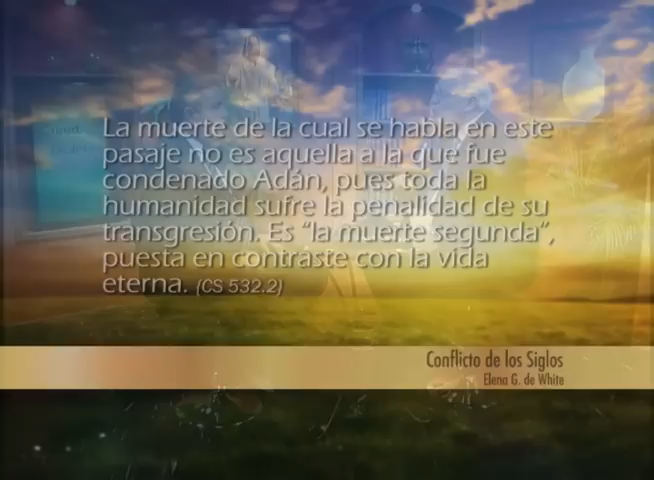 La muerte de la cual se habla en este
pasaje no es aquella a la que fue
condenado Adán, pues toda la
humanidad sufre la penalidad de su
transgresión. Es “la muerte segunda”,
puesta en contraste con la vida
eterna. (CS 532.2)
Conflicto de los Siglos
Elena G. de White